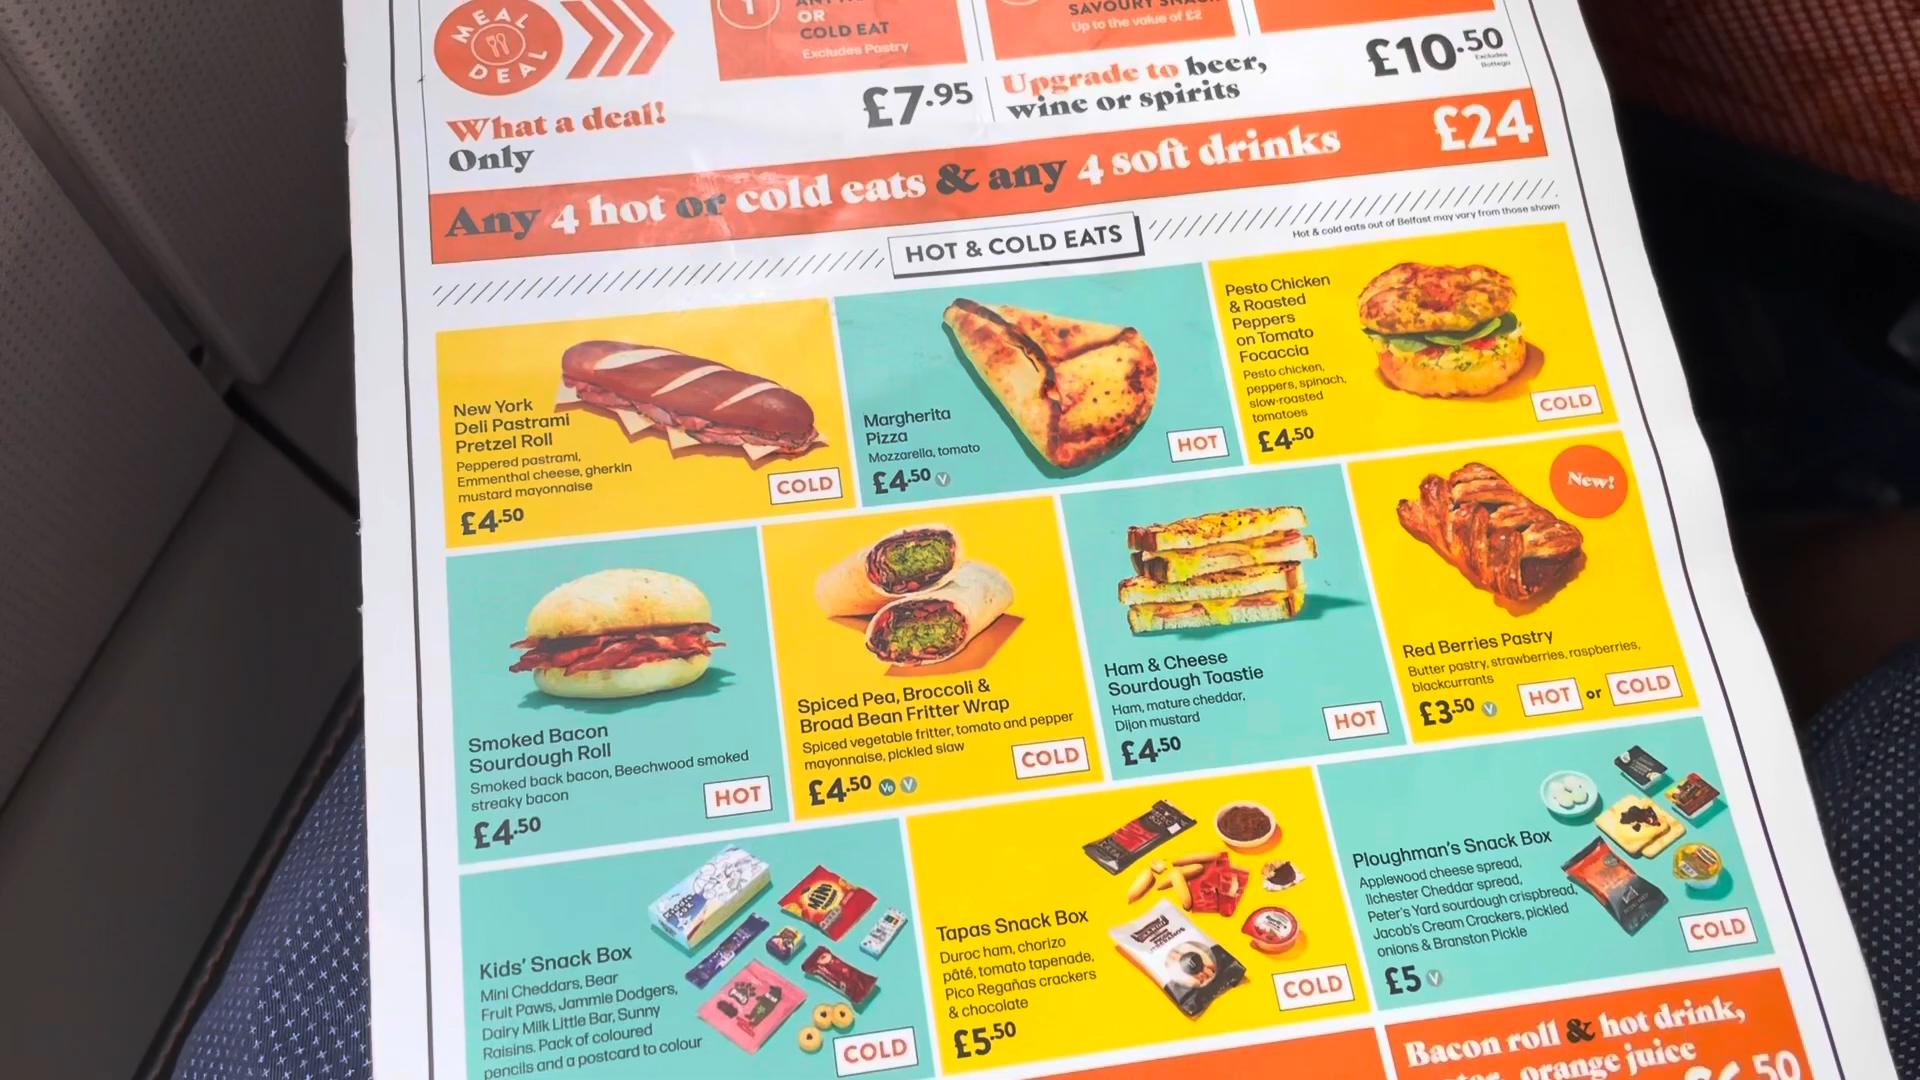 MEAL
DEAL
What a deal!
Only
OR
COLD EAT
Excludes Pastry
£7.95
SAVOURY SNACK
Up to the value of £2
Upgrade to beer,
wine or spirits
£10.50
Excludes
Bottega
Any 4 hot or cold eats & any 4 soft drinks £24
HOT & COLD EATS
Hot & cold eats out of Belfast may vary from those shown
New York
Deli Pastrami
Pretzel Roll
Peppered pastrami,
Emmenthal cheese, gherkin
mustard mayonnaise
£4.50
COLD
Margherita
Pizza
Mozzarella, tomato
£4.50 V
HOT
Pesto Chicken
& Roasted
Peppers
on Tomato
Focaccia
Pesto chicken,
peppers, spinach,
slow-roasted
tomatoes
£4.50
COLD
Smoked Bacon
Sourdough Roll
Smoked back bacon, Beechwood smoked
streaky bacon
£4.50
HOT
Spiced Pea, Broccoli &
Broad Bean Fritter Wrap
Spiced vegetable fritter, tomato and pepper
mayonnaise, pickled slaw
£4.50 Ve V
COLD
Ham & Cheese
Sourdough Toastie
Ham, mature cheddar,
Dijon mustard
£4.50
HOT
New!
Red Berries Pastry
Butter pastry, strawberries, raspberries,
blackcurrants
£3.50 V
HOT or COLD
Kids' Snack Box
Mini Cheddars, Bear
Fruit Paws, Jammie Dodgers,
Dairy Milk Little Bar, Sunny
Raisins, Pack of coloured
pencils and a postcard to colour
COLD
Tapas Snack Box
Duroc ham, chorizo
pâté, tomato tapenade,
Pico Regañas crackers
& chocolate
£5.50
COLD
Ploughman's Snack Box
Applewood cheese spread,
Ilchester Cheddar spread,
Peter's Yard sourdough crispbread,
Jacob's Cream Crackers, pickled
onions & Branston Pickle
£5 V
COLD
Bacon roll & hot drink,
orange juice
.50